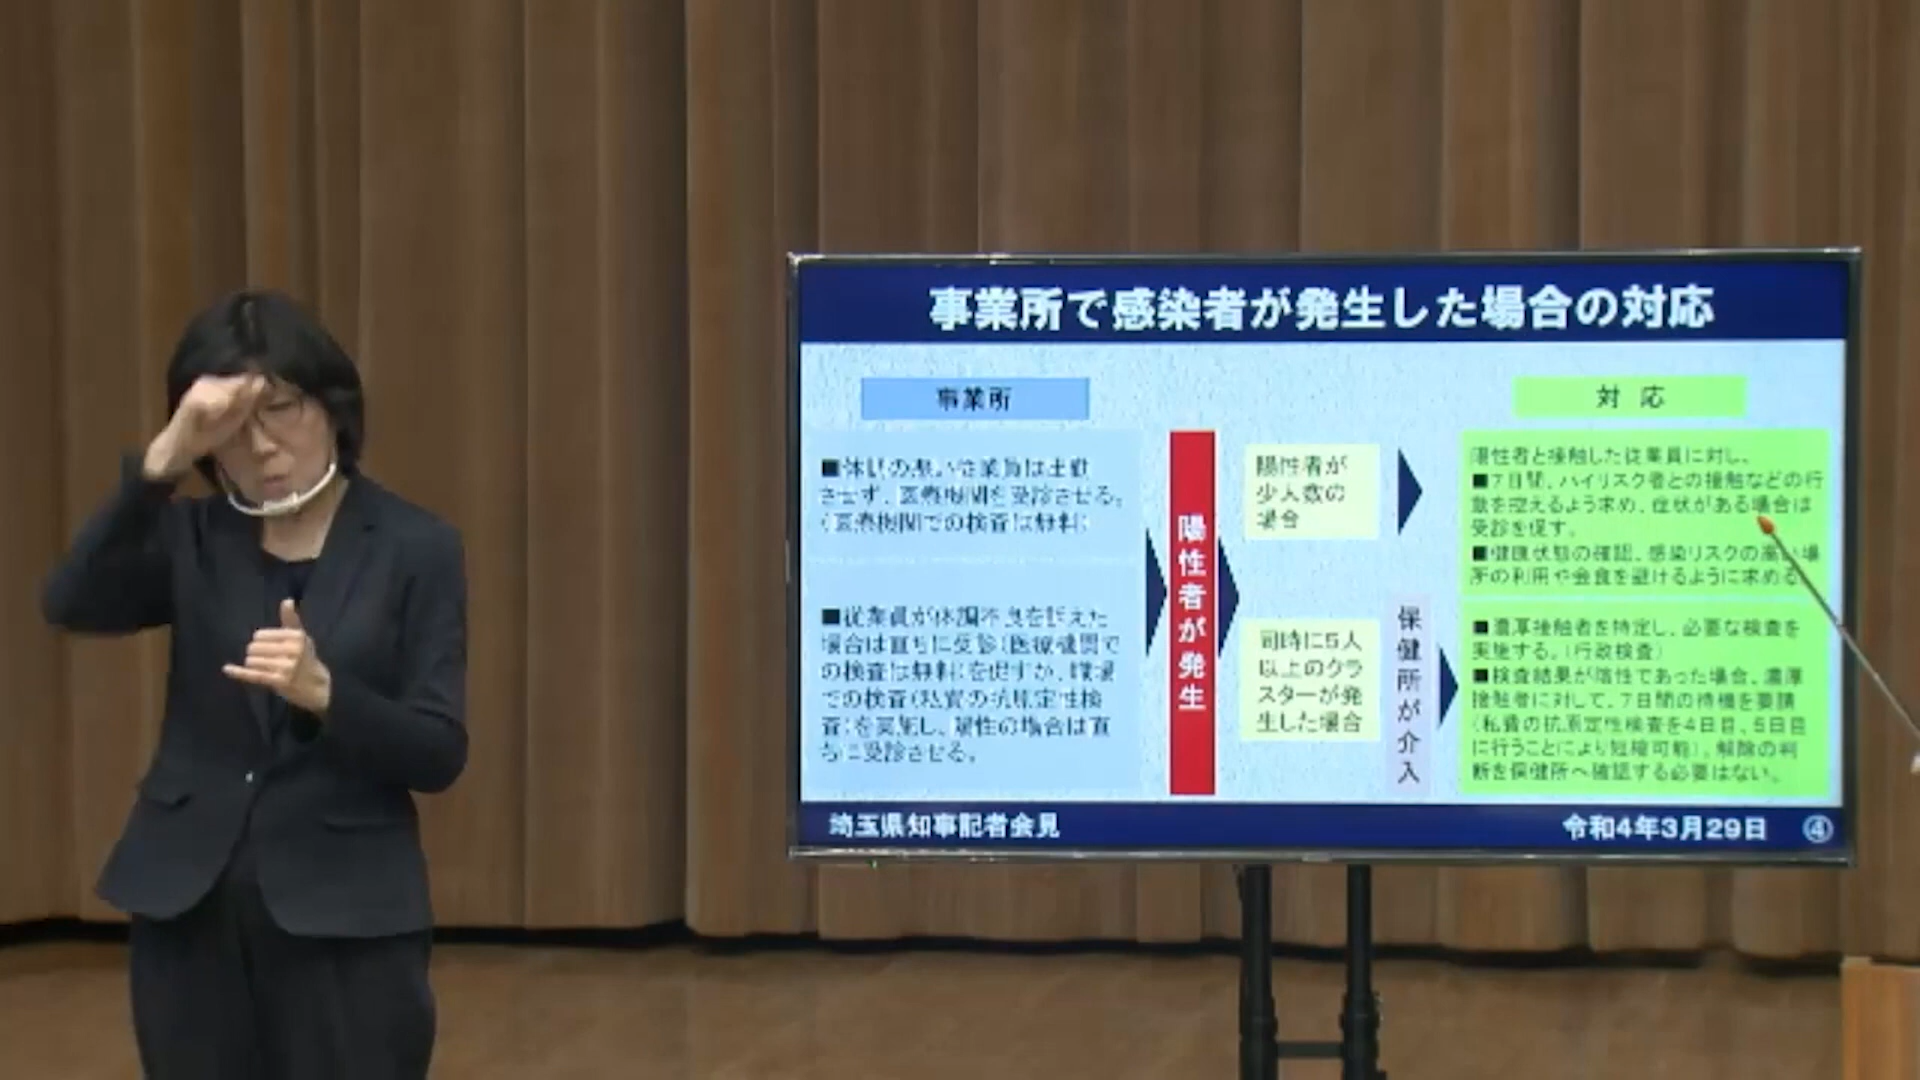 事業所で感染者が発生した場合の対応
事業所
■体調の悪い従業員は出勤
させず、医療機関を受診させる。
(医療機関での検査は無料)
■従業員が体調不良を訴えた
場合は直ちに受診(医療機関で
の検査は無料)を促すか、職場
での検査(私費の抗原定性検
査)を実施し、陽性の場合は直
ちに受診させる。
陽性者が発生
陽性者が
少人数の
場合
同時に5人
以上のクラ
スターが発
生した場合
保健所が介入
対応
陽性者と接触した従業員に対し、
■7日間、ハイリスク者との接触などの行
動を控えるよう求め、症状がある場合は
受診を促す。
■健康状態の確認、感染リスクの高い場
所の利用や会食を避けるように求める。
■濃厚接触者を特定し、必要な検査を
実施する。(行政検査)
■検査結果が陰性であった場合、濃厚
接触者に対して、7日間の待機を要請
(私費の抗原定性検査を4日目、5日目
に行うことにより短縮可能)。解除の判
断を保健所へ確認する必要はない。
埼玉県知事記者会見
令和4年3月29日 ④